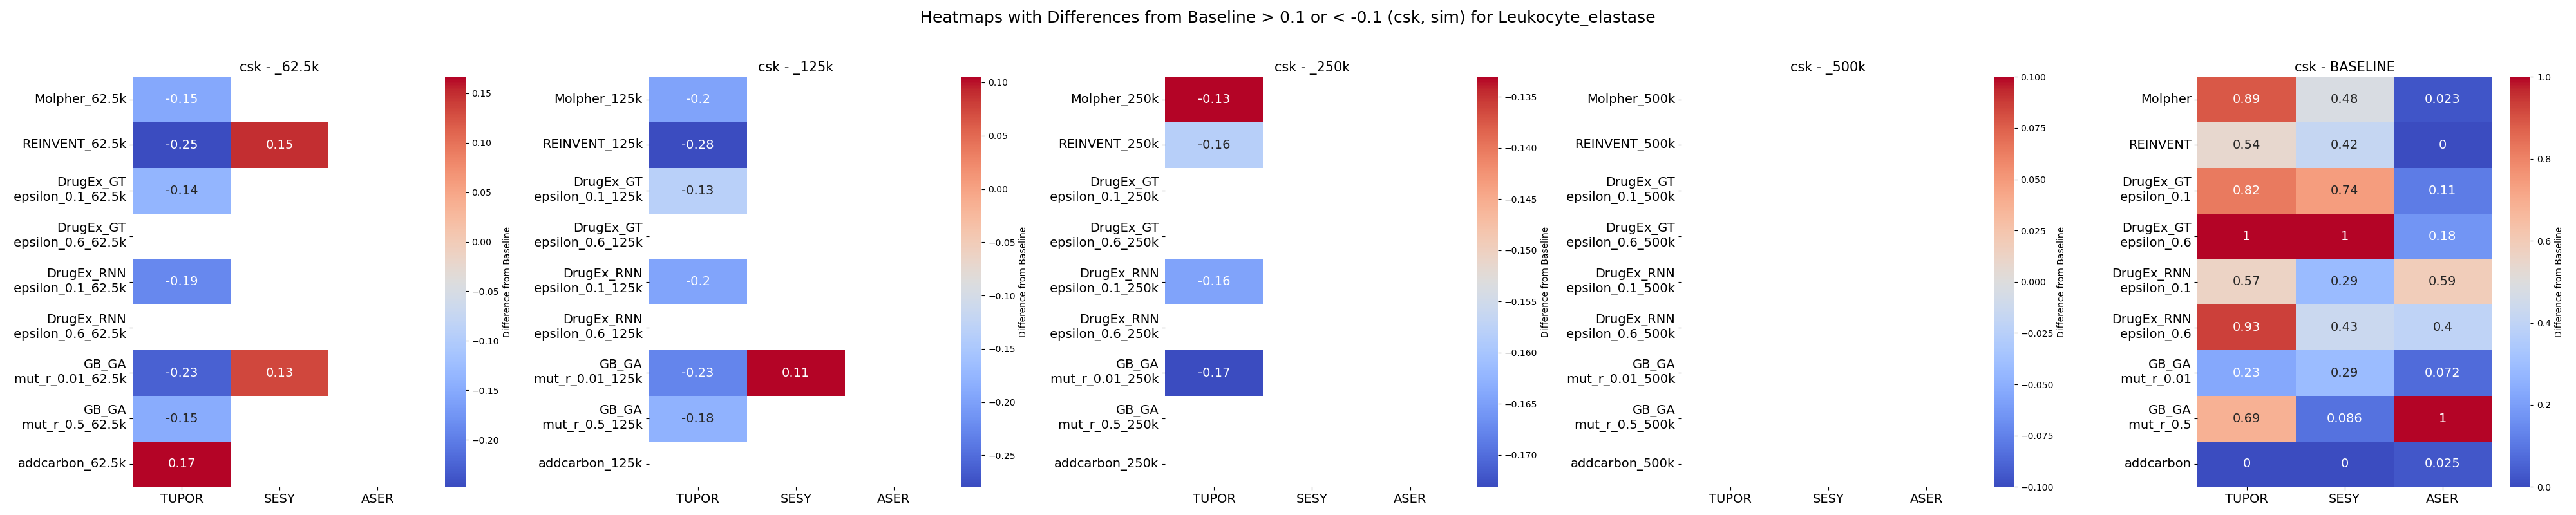 Heatmaps with Differences from Baseline > 0.1 or < -0.1 (csk, sim) for Leukocyte_elastase
csk - _62.5k
Molpher_62.5k
REINVENT_62.5k
DrugEx_GT
epsilon_0.1_62.5k
DrugEx_GT
epsilon_0.6_62.5k
DrugEx_RNN
epsilon_0.1_62.5k
DrugEx_RNN
epsilon_0.6_62.5k
GB_GA
mut_r_0.01_62.5k
GB_GA
mut_r_0.5_62.5k
addcarbon_62.5k
-0.15
-0.25 0.15
-0.14
-0.19
-0.23 0.13
-0.15
0.17
TUPOR SESY ASER
0.15
0.10
0.05
0.00
−0.05
−0.10
−0.15
−0.20
Difference from Baseline
csk - _125k
Molpher_125k
REINVENT_125k
DrugEx_GT
epsilon_0.1_125k
DrugEx_GT
epsilon_0.6_125k
DrugEx_RNN
epsilon_0.1_125k
DrugEx_RNN
epsilon_0.6_125k
GB_GA
mut_r_0.01_125k
GB_GA
mut_r_0.5_125k
addcarbon_125k
-0.2
-0.28
-0.13
-0.2
-0.23 0.11
-0.18
TUPOR SESY ASER
0.10
0.05
0.00
−0.05
−0.10
−0.15
−0.20
−0.25
Difference from Baseline
csk - _250k
Molpher_250k
REINVENT_250k
DrugEx_GT
epsilon_0.1_250k
DrugEx_GT
epsilon_0.6_250k
DrugEx_RNN
epsilon_0.1_250k
DrugEx_RNN
epsilon_0.6_250k
GB_GA
mut_r_0.01_250k
GB_GA
mut_r_0.5_250k
addcarbon_250k
-0.13
-0.16
-0.16
-0.17
TUPOR SESY ASER
−0.135
−0.140
−0.145
−0.150
−0.155
−0.160
−0.165
−0.170
Difference from Baseline
csk - _500k
Molpher_500k
REINVENT_500k
DrugEx_GT
epsilon_0.1_500k
DrugEx_GT
epsilon_0.6_500k
DrugEx_RNN
epsilon_0.1_500k
DrugEx_RNN
epsilon_0.6_500k
GB_GA
mut_r_0.01_500k
GB_GA
mut_r_0.5_500k
addcarbon_500k
TUPOR SESY ASER
0.100
0.075
0.050
0.025
0.000
−0.025
−0.050
−0.075
−0.100
Difference from Baseline
csk - BASELINE
Molpher
REINVENT
DrugEx_GT
epsilon_0.1
DrugEx_GT
epsilon_0.6
DrugEx_RNN
epsilon_0.1
DrugEx_RNN
epsilon_0.6
GB_GA
mut_r_0.01
GB_GA
mut_r_0.5
addcarbon
0.89 0.48 0.023
0.54 0.42 0
0.82 0.74 0.11
1 1 0.18
0.57 0.29 0.59
0.93 0.43 0.4
0.23 0.29 0.072
0.69 0.086 1
0 0 0.025
TUPOR SESY ASER
1.0
0.8
0.6
0.4
0.2
0.0
Difference from Baseline